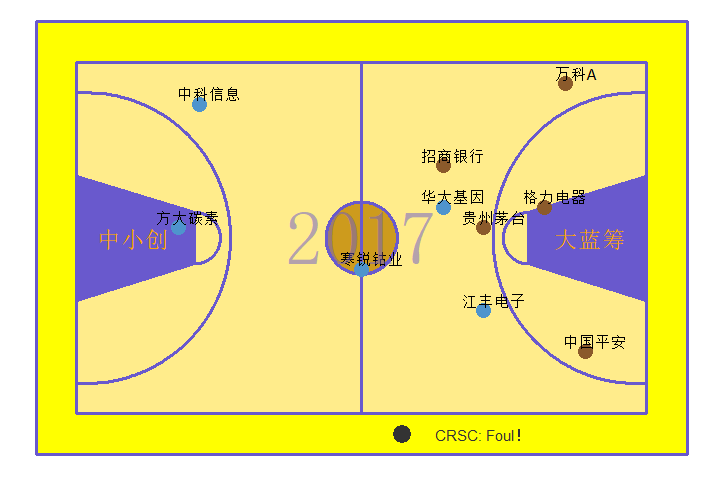 万科A
中科信息
招商银行
华大基因
格力电器
方大碳素
贵州茅台
2017
中小创
大蓝筹
寒锐钴业
江丰电子
中国平安
CRSC: Foul!